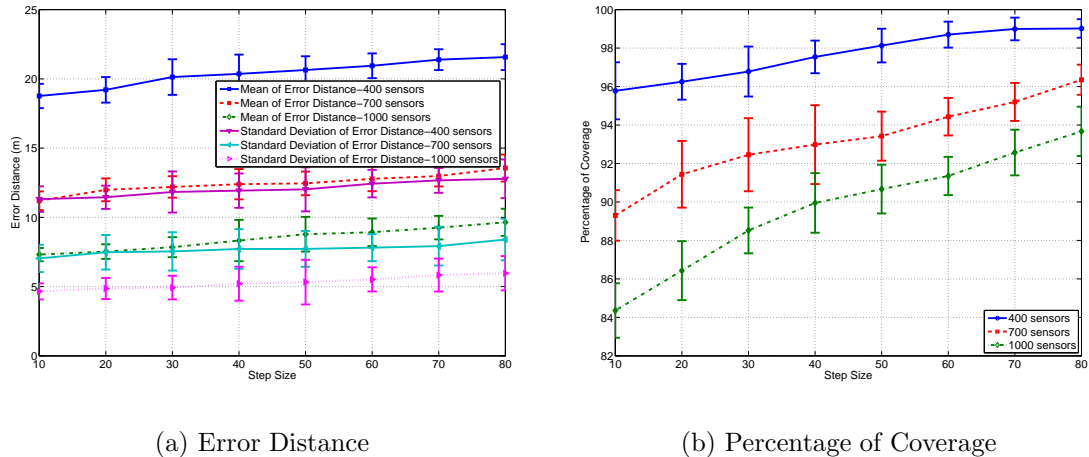 25
20
15
10
5
0
10 20 30 40 50 60 70 80
Step Size
Error Distance (m)
Mean of Error Distance−400 sensors
Mean of Error Distance−700 sensors
Mean of Error Distance−1000 sensors
Standard Deviation of Error Distance−400 sensors
Standard Deviation of Error Distance−700 sensors
Standard Deviation of Error Distance−1000 sensors
(a) Error Distance
100
98
96
94
92
90
88
86
84
82
10 20 30 40 50 60 70 80
Step Size
Percentage of Coverage
400 sensors
700 sensors
1000 sensors
(b) Percentage of Coverage